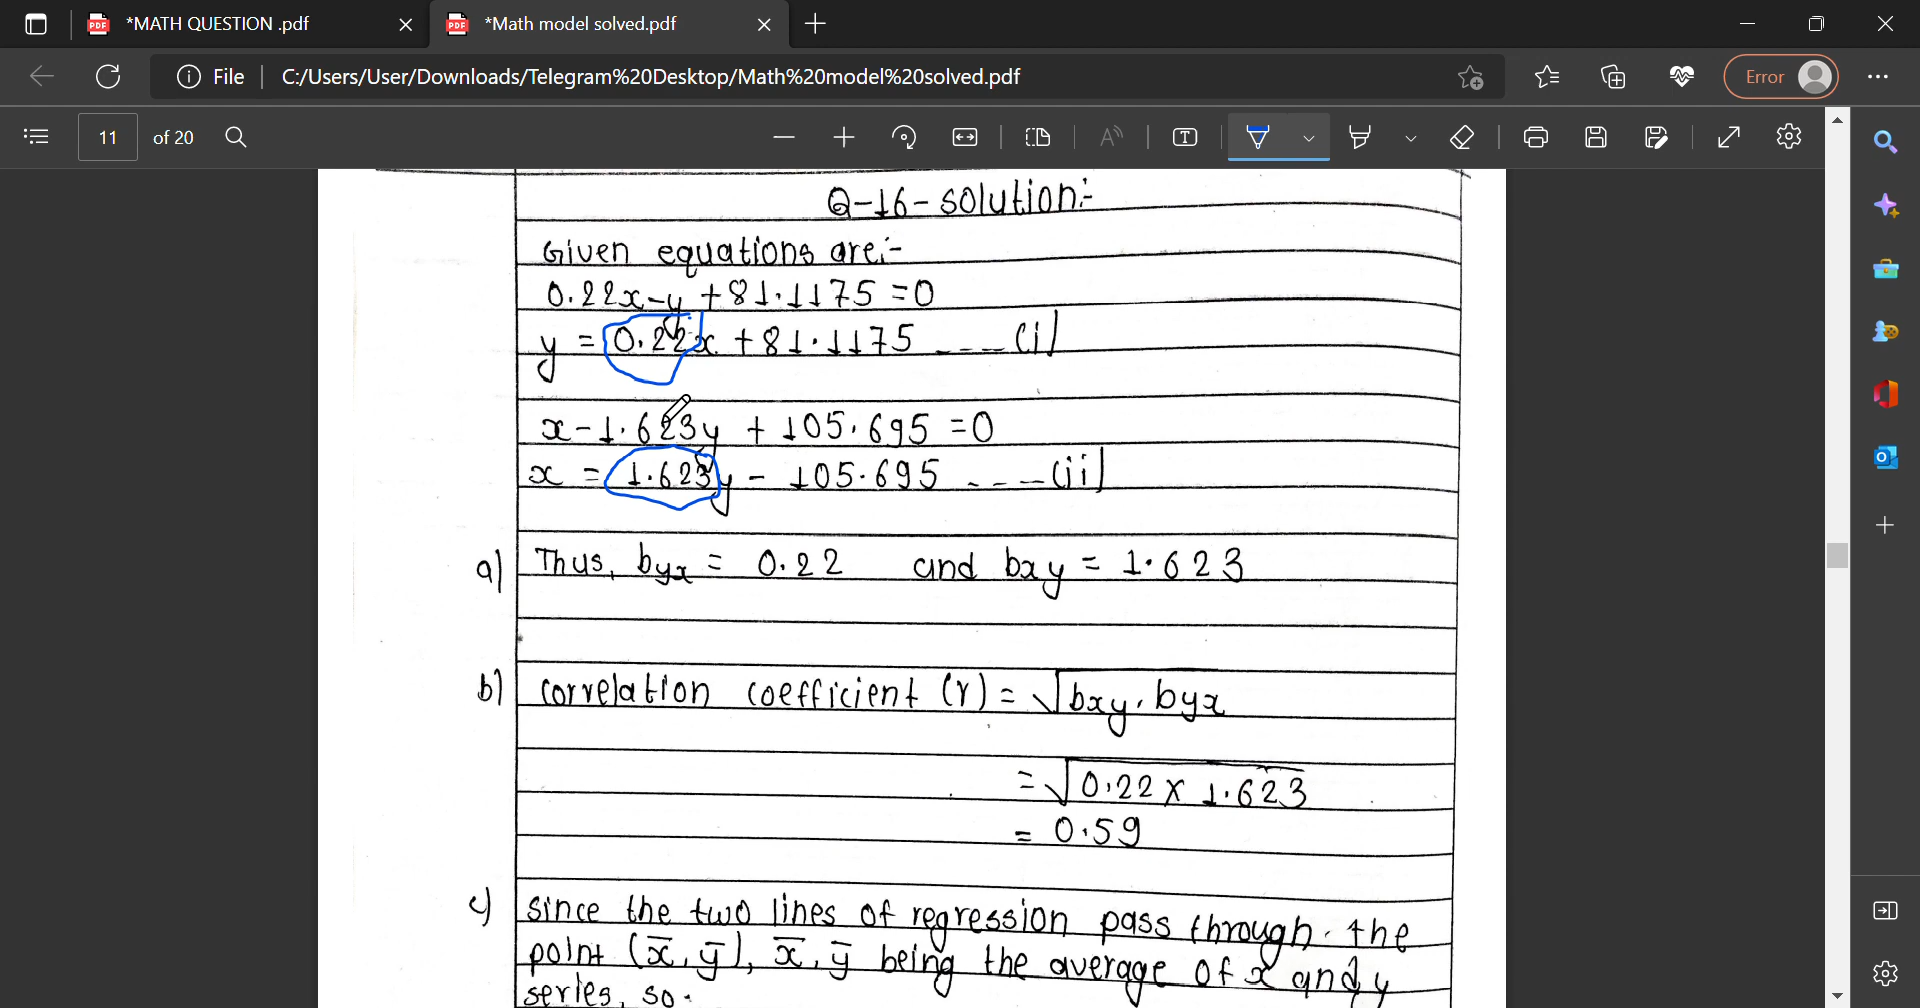 *MATH QUESTION .pdf
*Math model solved.pdf
File C:/Users/User/Downloads/Telegram%20Desktop/Math%20model%20solved.pdf
Error
11 of 20
Q-16-solution:-
Given equations are:-
0.22x-y +81.1175 =0
y = 0.22x +81.1175 ---- (i)
x-1.623y + 105.695 =0
x = 1.623y - 105.695 ----(ii)
a) Thus, byx = 0.22 and bxy = 1.623
b) correlation coefficient (r) = √bxy.byx
= √0.22 x 1.623
= 0.59
c) since the two lines of regression pass through the
point (x̄, ȳ), x̄, ȳ being the average of x and y
series, so.